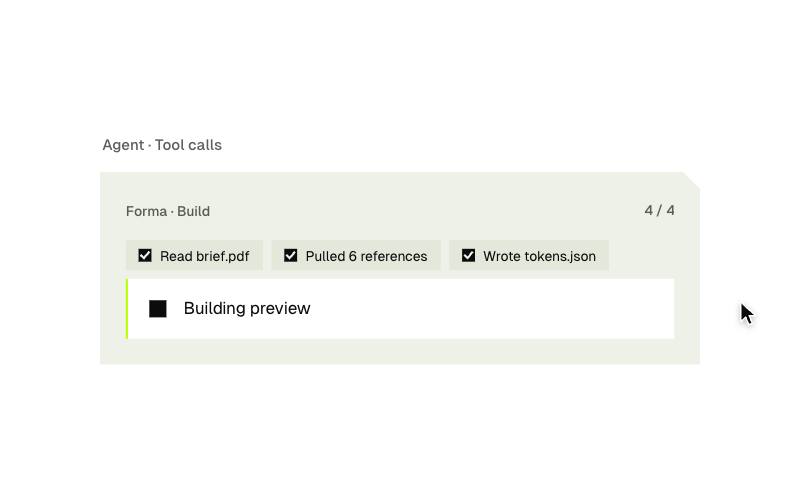 Agent · Tool calls
Forma · Build 4 / 4
Read brief.pdf Pulled 6 references Wrote tokens.json
Building preview